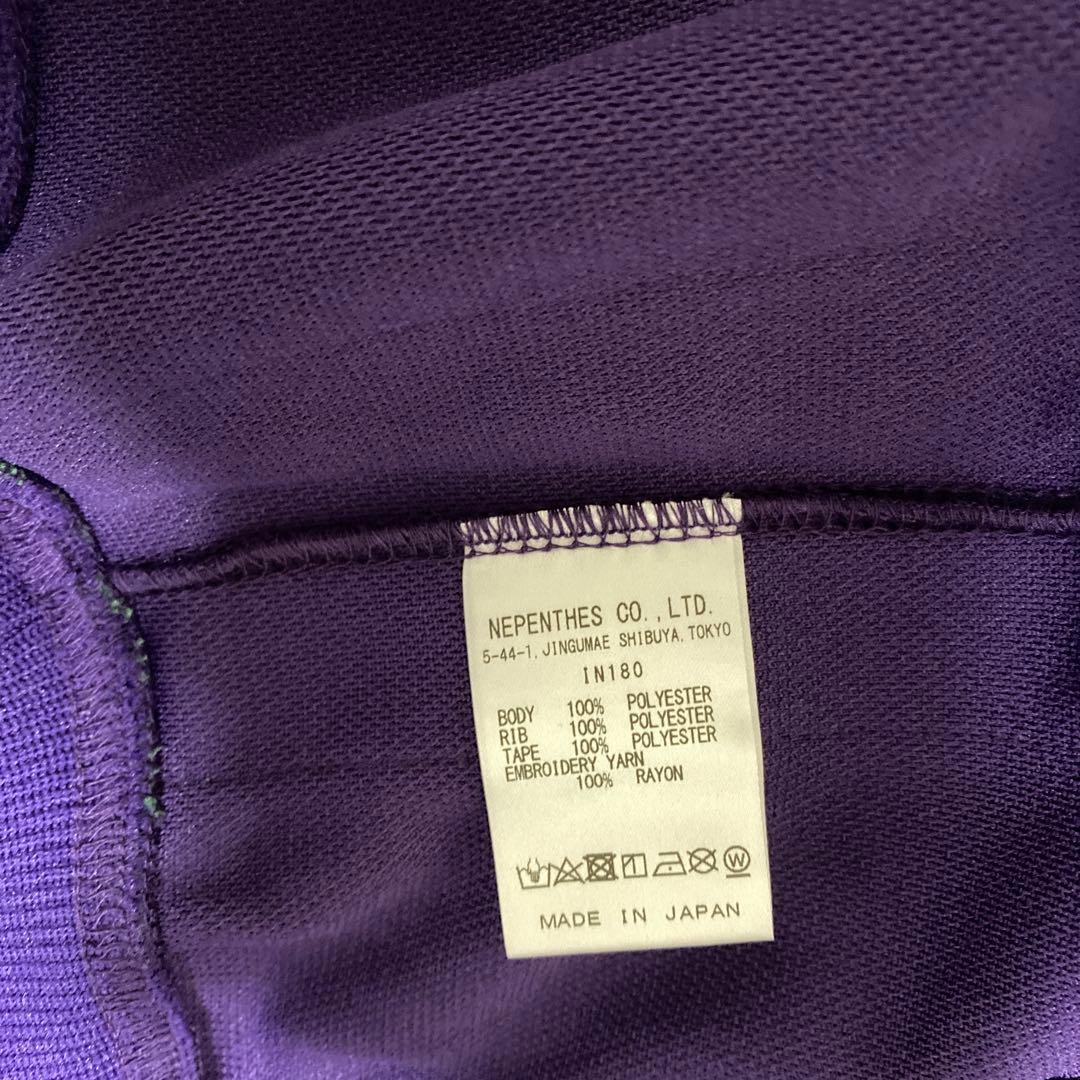 NEPENTHES CO., LTD.
5-44-1, JINGUMAE SHIBUYA, TOKYO
IN180
BODY 100% POLYESTER
RIB 100% POLYESTER
TAPE 100% POLYESTER
EMBROIDERY YARN
100% RAYON
W
MADE IN JAPAN